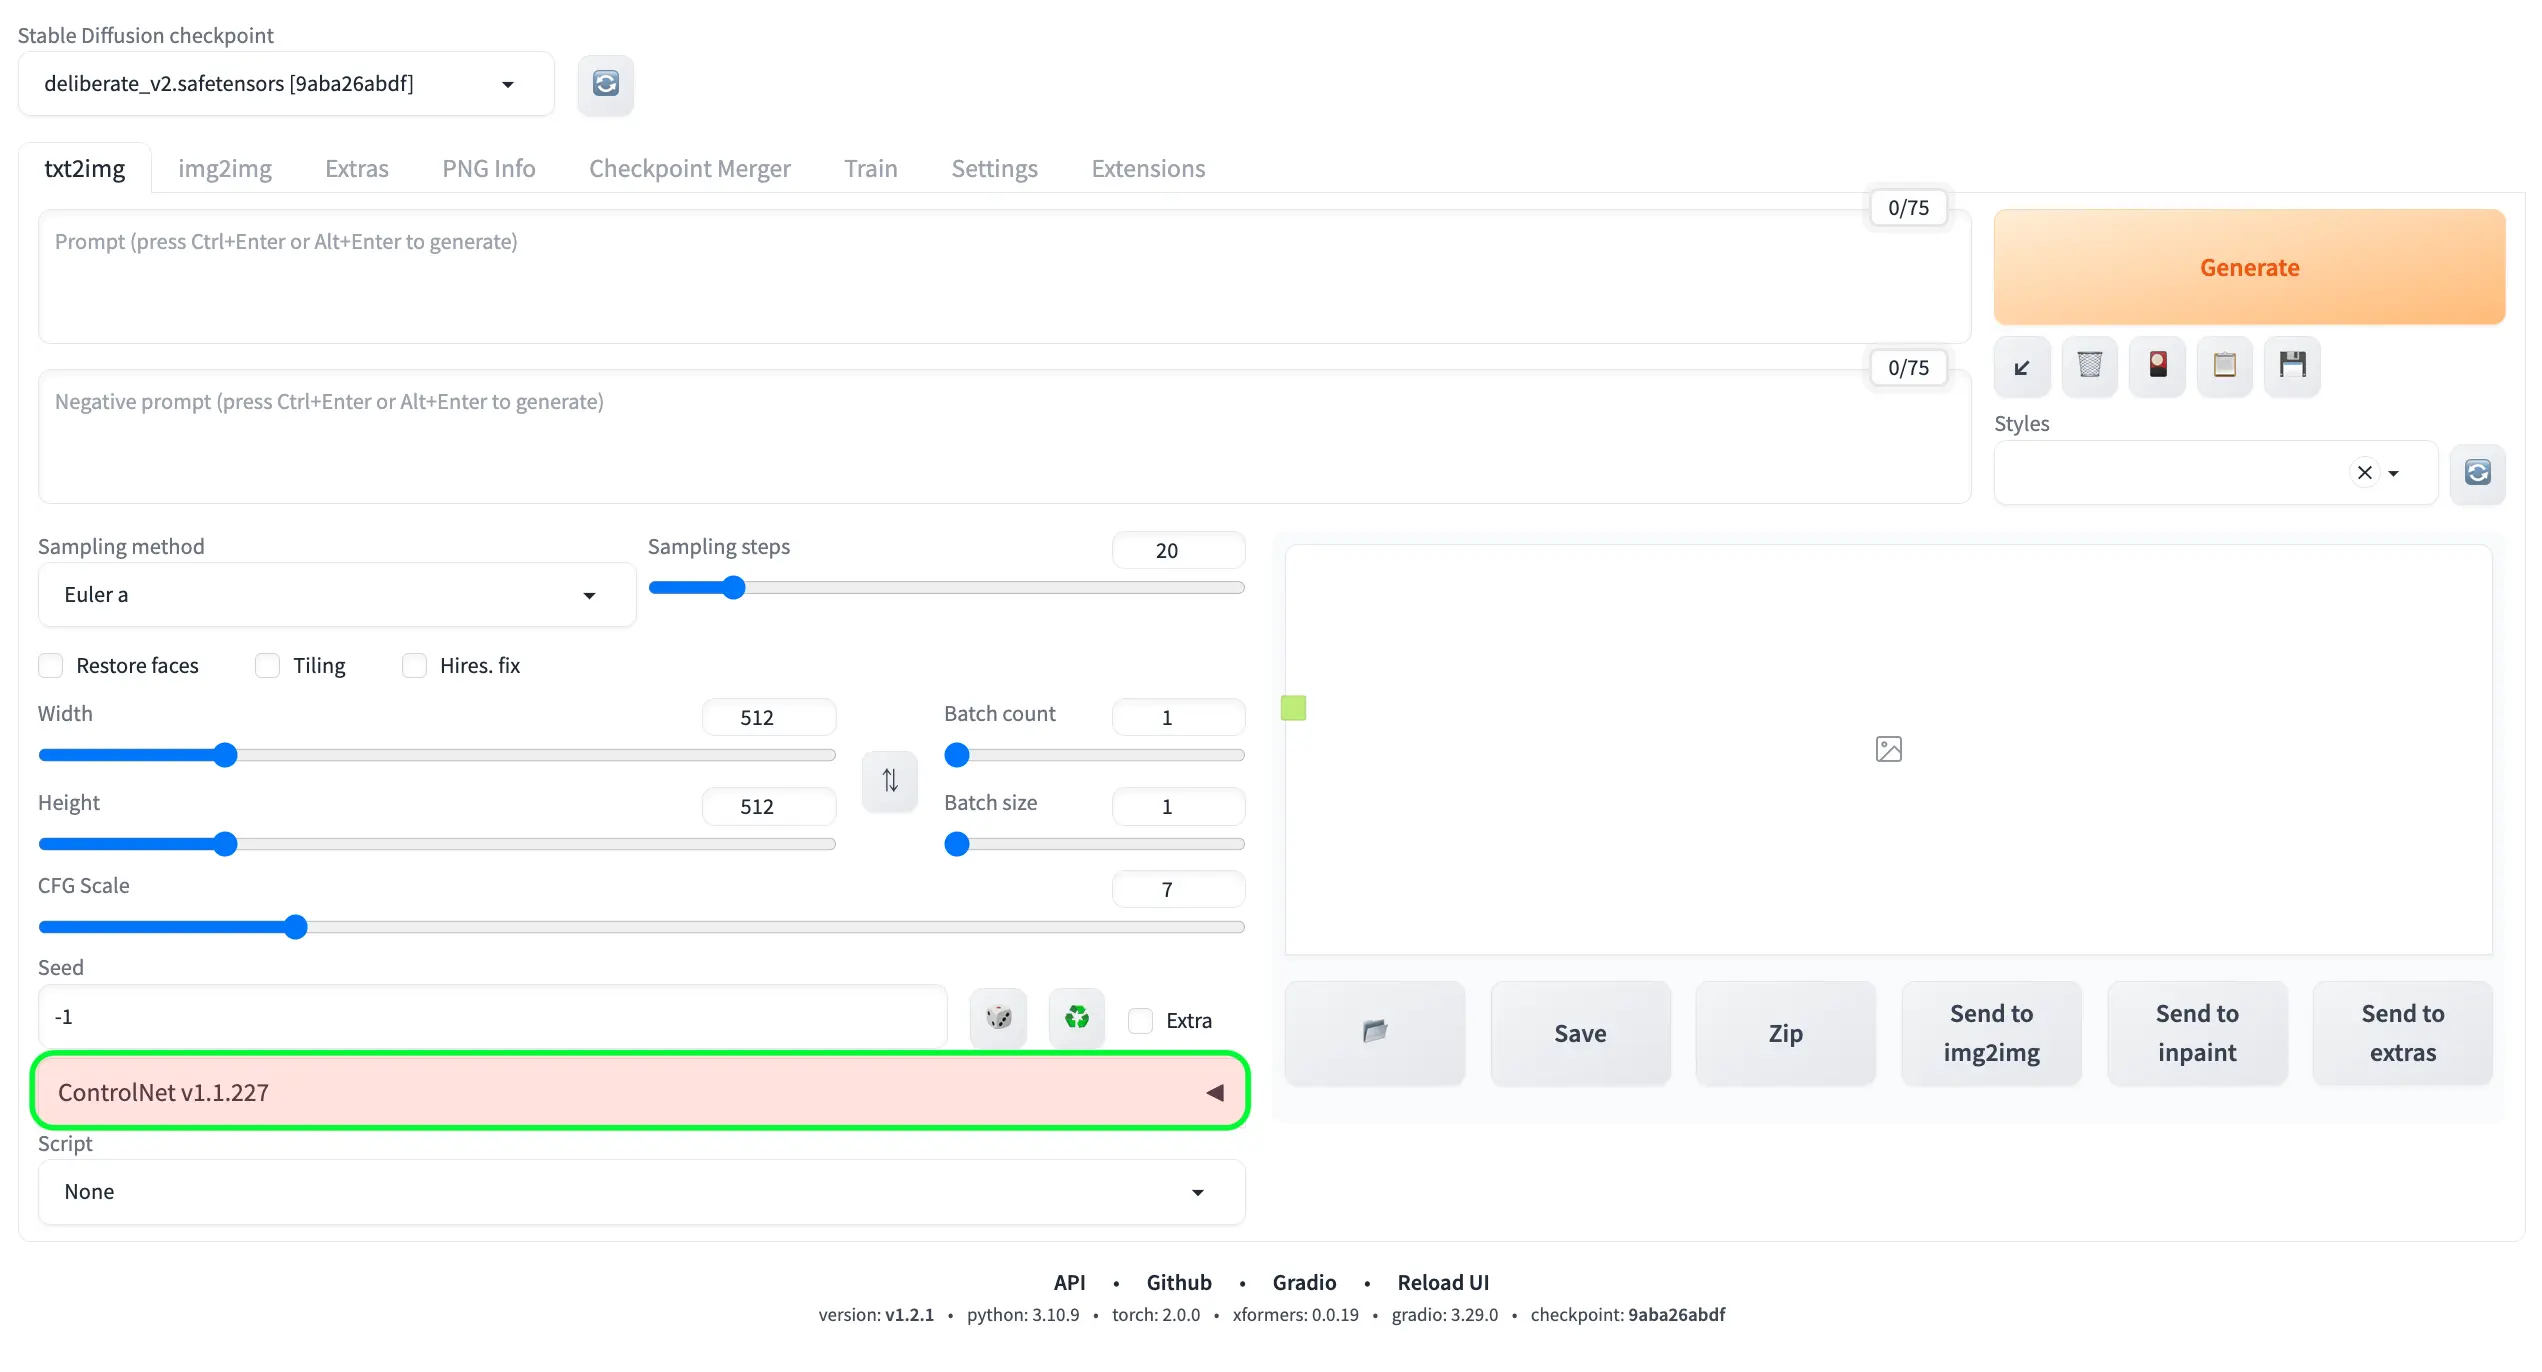 Stable Diffusion checkpoint
deliberate_v2.safetensors [9aba26abdf]
txt2img img2img Extras PNG Info Checkpoint Merger Train Settings Extensions
0/75
Prompt (press Ctrl+Enter or Alt+Enter to generate)
Generate
0/75
Negative prompt (press Ctrl+Enter or Alt+Enter to generate)
Styles
Sampling method
Euler a
Sampling steps
20
Restore faces Tiling Hires. fix
Width
512
Batch count
1
Height
512
Batch size
1
CFG Scale
7
Seed
-1
Extra
ControlNet v1.1.227
Script
None
Save
Zip
Send to
img2img
Send to
inpaint
Send to
extras
API • Github • Gradio • Reload UI
version: v1.2.1 • python: 3.10.9 • torch: 2.0.0 • xformers: 0.0.19 • gradio: 3.29.0 • checkpoint: 9aba26abdf